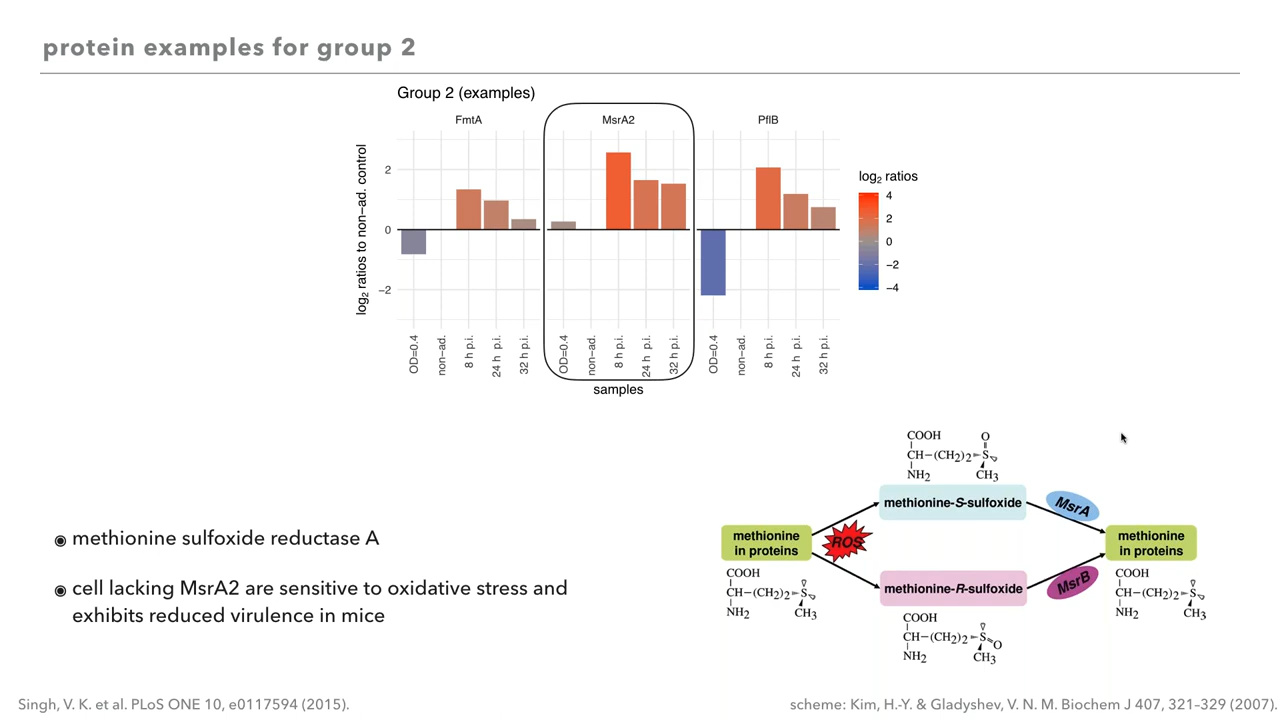 protein examples for group 2
Group 2 (examples)
FmtA
MsrA2
PflB
log2 ratios to non−ad. control
2
0
−2
OD=0.4
non−ad.
8 h p.i.
24 h p.i.
32 h p.i.
OD=0.4
non−ad.
8 h p.i.
24 h p.i.
32 h p.i.
OD=0.4
non−ad.
8 h p.i.
24 h p.i.
32 h p.i.
samples
log2 ratios
4
2
0
−2
−4
◉ methionine sulfoxide reductase A
◉ cell lacking MsrA2 are sensitive to oxidative stress and
exhibits reduced virulence in mice
COOH O
CH−(CH2)2−S
NH2 CH3
methionine-S-sulfoxide
MsrA
methionine
in proteins
ROS
methionine
in proteins
COOH
CH−(CH2)2−S
NH2 CH3
methionine-R-sulfoxide
MsrB
COOH
CH−(CH2)2−S
NH2 CH3
COOH
CH−(CH2)2−S O
NH2 CH3
Singh, V. K. et al. PLoS ONE 10, e0117594 (2015).
scheme: Kim, H.-Y. & Gladyshev, V. N. M. Biochem J 407, 321–329 (2007).